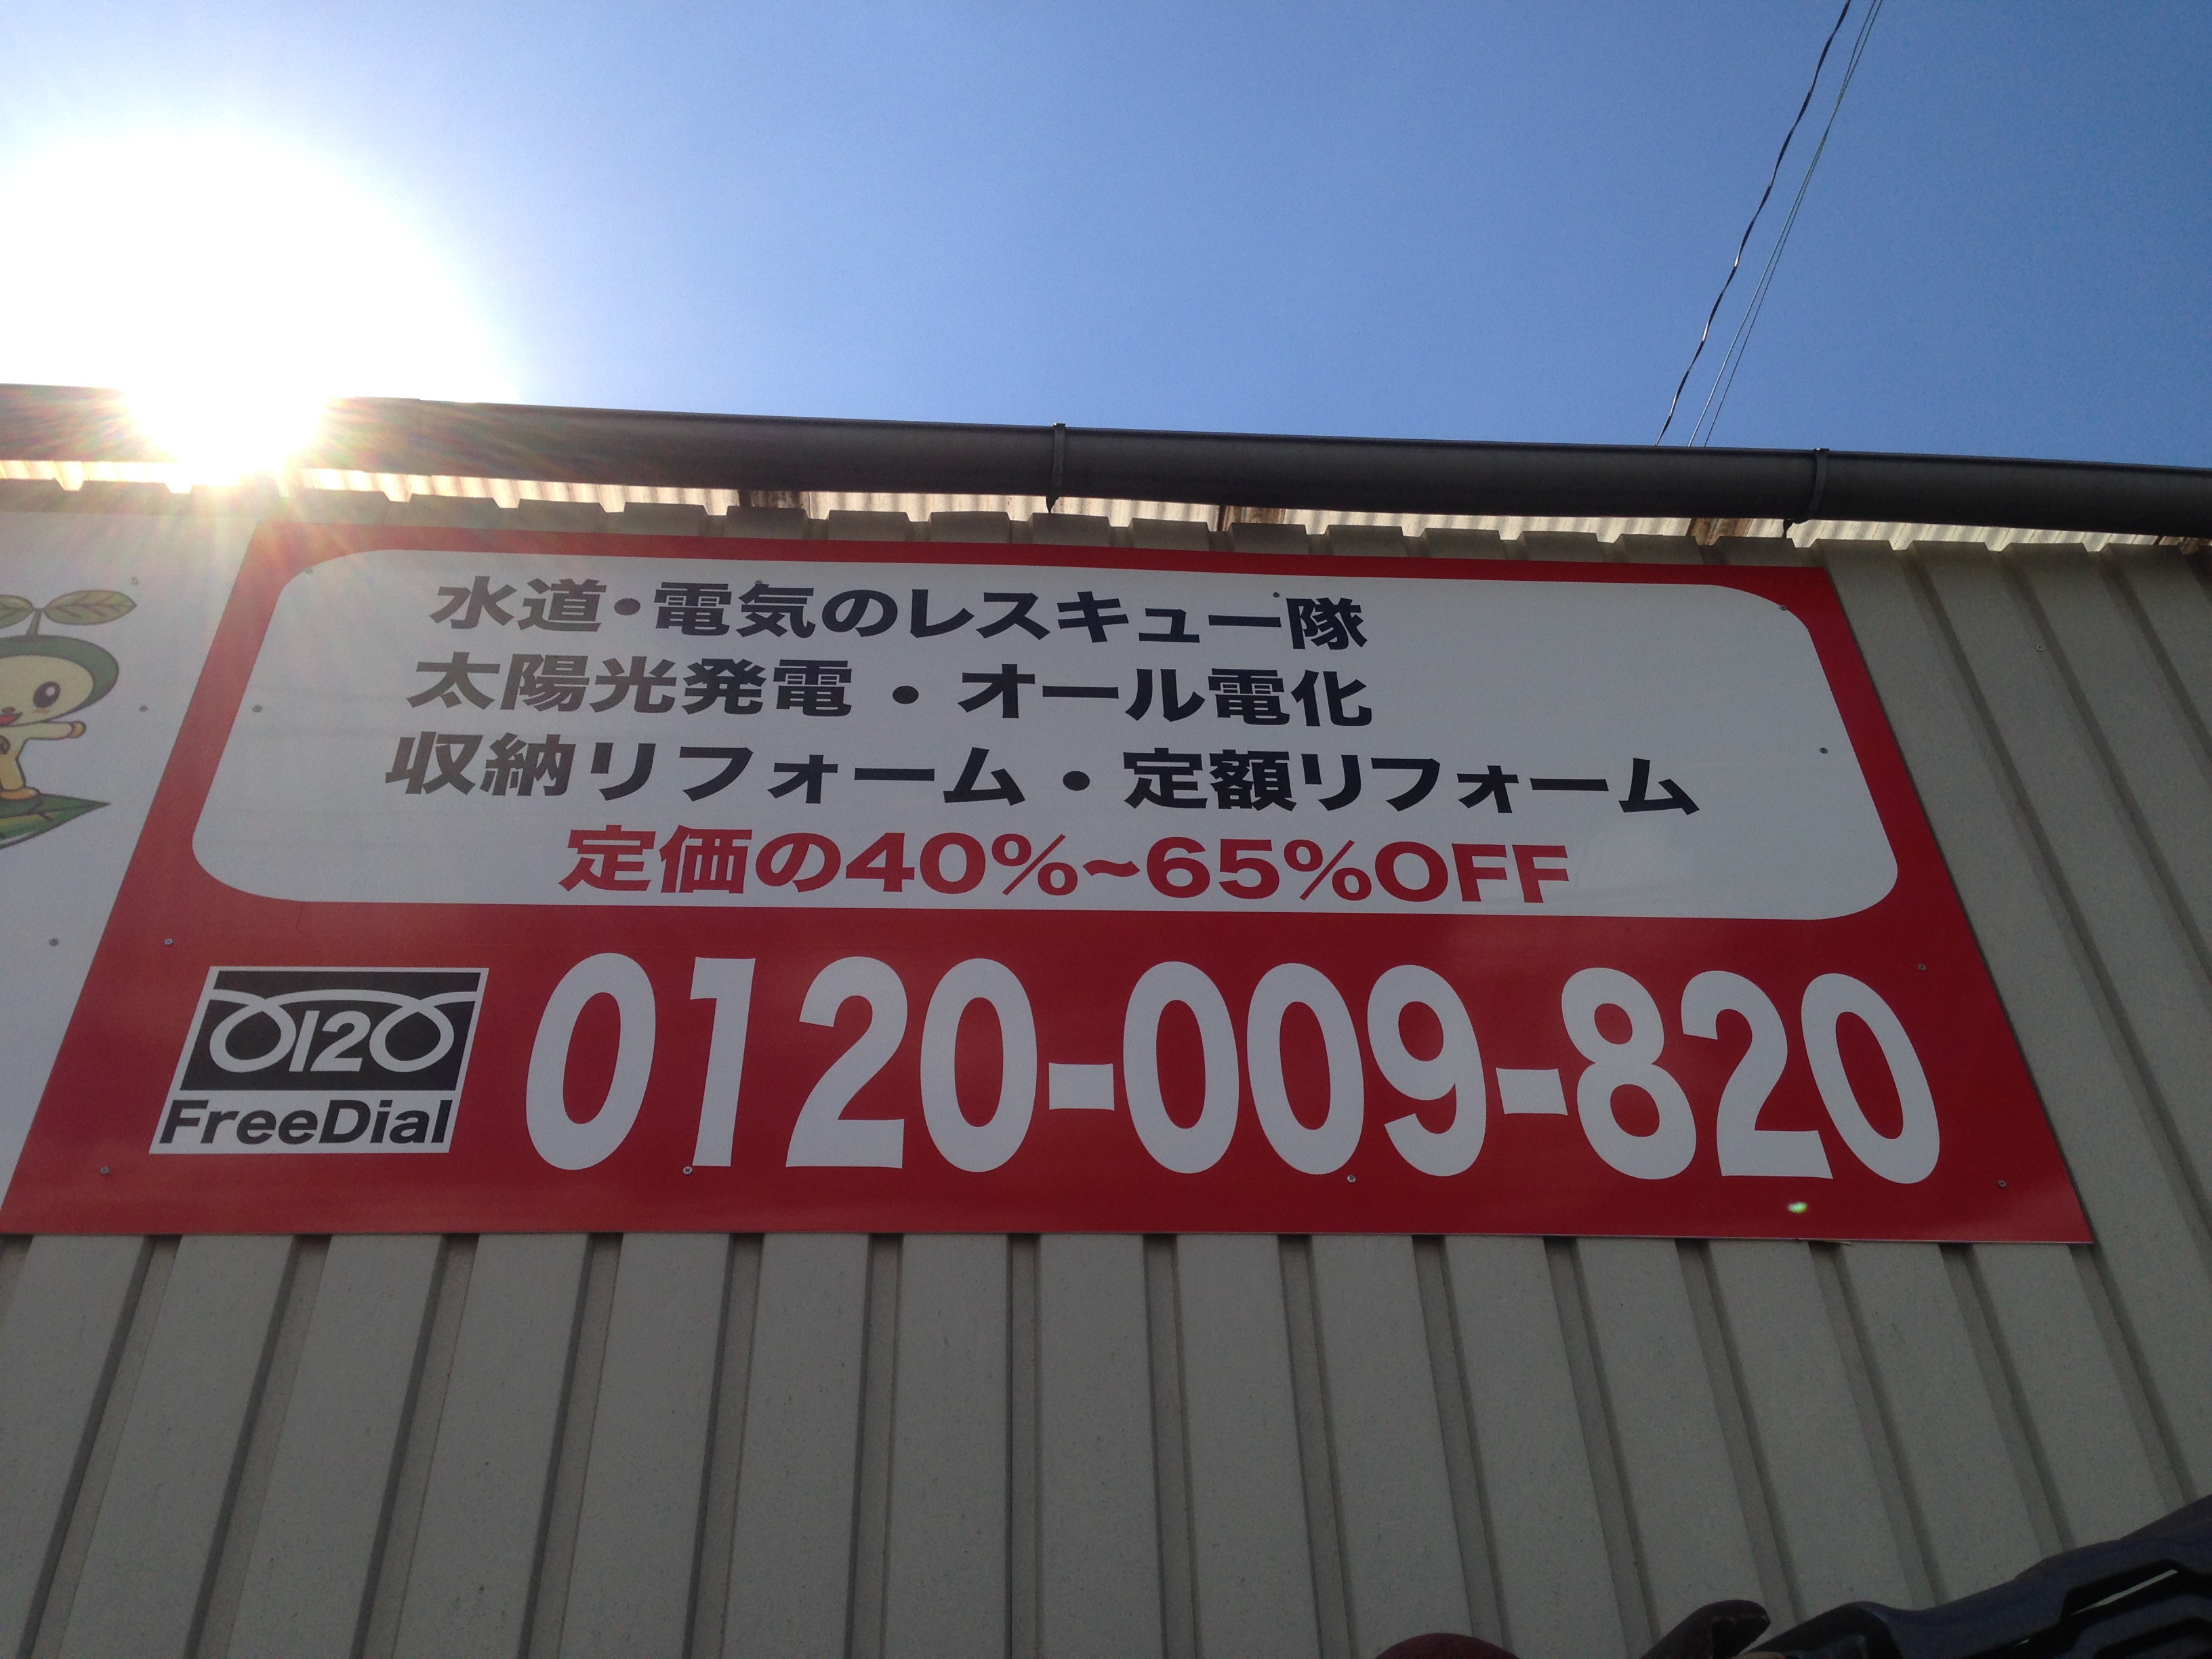 水道・電気のレスキュー隊
太陽光発電・オール電化
収納リフォーム・定額リフォーム
定価の40%~65%OFF
0120
FreeDial
0120-009-820